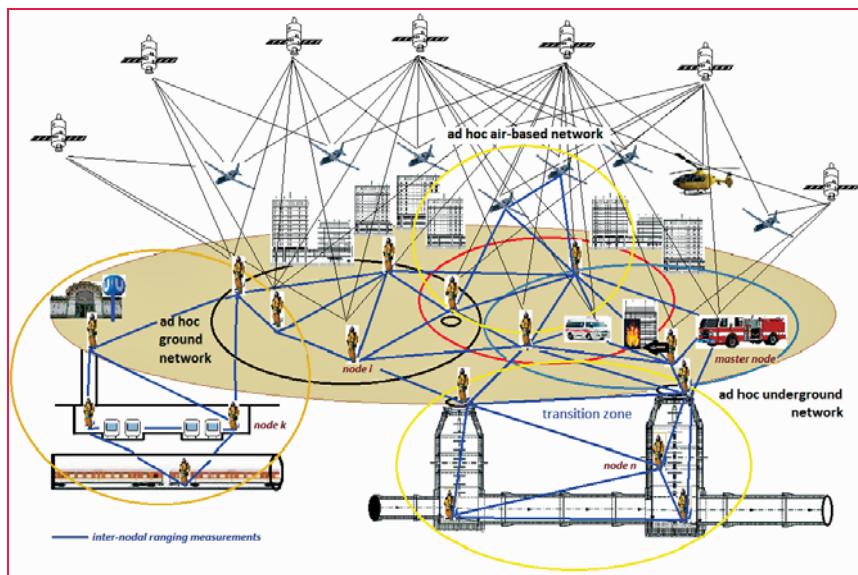 ad hoc air-based network
ad hoc
ground
network
node l
node k
master node
ad hoc underground
network
transition zone
node n
inter-nodal ranging measurements